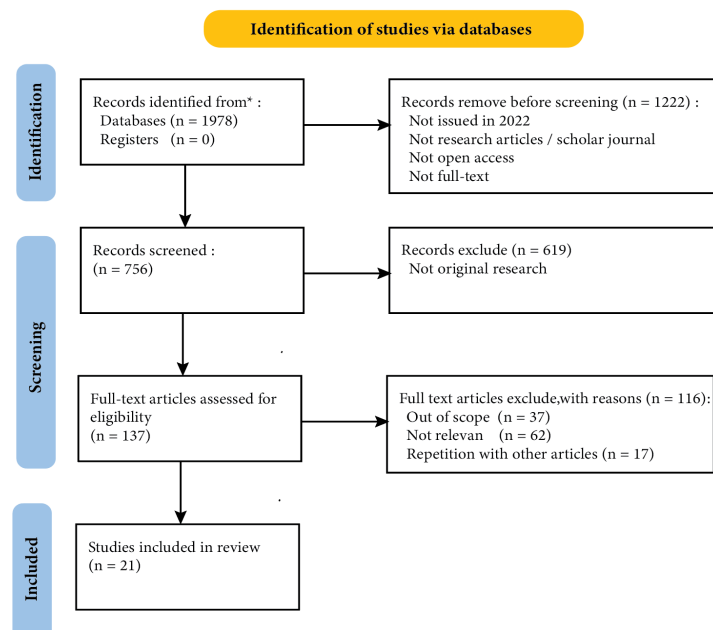 Identification of studies via databases
Identification
Records identified from* :
Databases (n = 1978)
Registers (n = 0)
Records remove before screening (n = 1222) :
Not issued in 2022
Not research articles / scholar journal
Not open access
Not full-text
Screening
Records screened :
(n = 756)
Records exclude (n = 619)
Not original research
Full-text articles assessed for
eligibility
(n = 137)
Full text articles exclude,with reasons (n = 116):
Out of scope (n = 37)
Not relevan (n = 62)
Repetition with other articles (n = 17)
Included
Studies included in review
(n = 21)